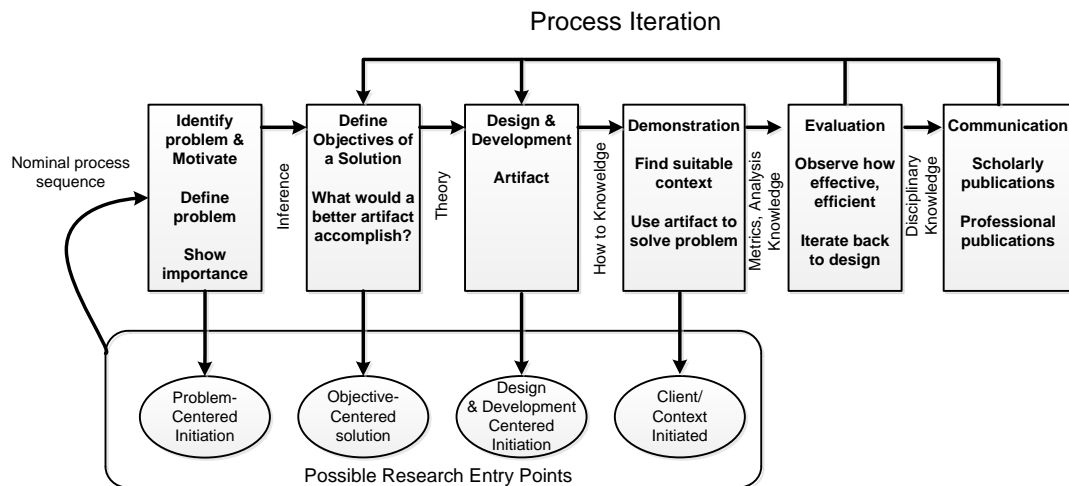 Process Iteration
Nominal process
sequence
Identify
problem &
Motivate
Define
problem
Show
importance
Inference
Define
Objectives of
a Solution
What would a
better artifact
accomplish?
Theory
Design &
Development
Artifact
How to Knoweldge
Demonstration
Find suitable
context
Use artifact to
solve problem
Metrics, Analysis
Knowledge
Evaluation
Observe how
effective,
efficient
Iterate back
to design
Disciplinary
Knowledge
Communication
Scholarly
publications
Professional
publications
Problem-
Centered
Initiation
Objective-
Centered
solution
Design
& Development
Centered
Initiation
Client/
Context
Initiated
Possible Research Entry Points